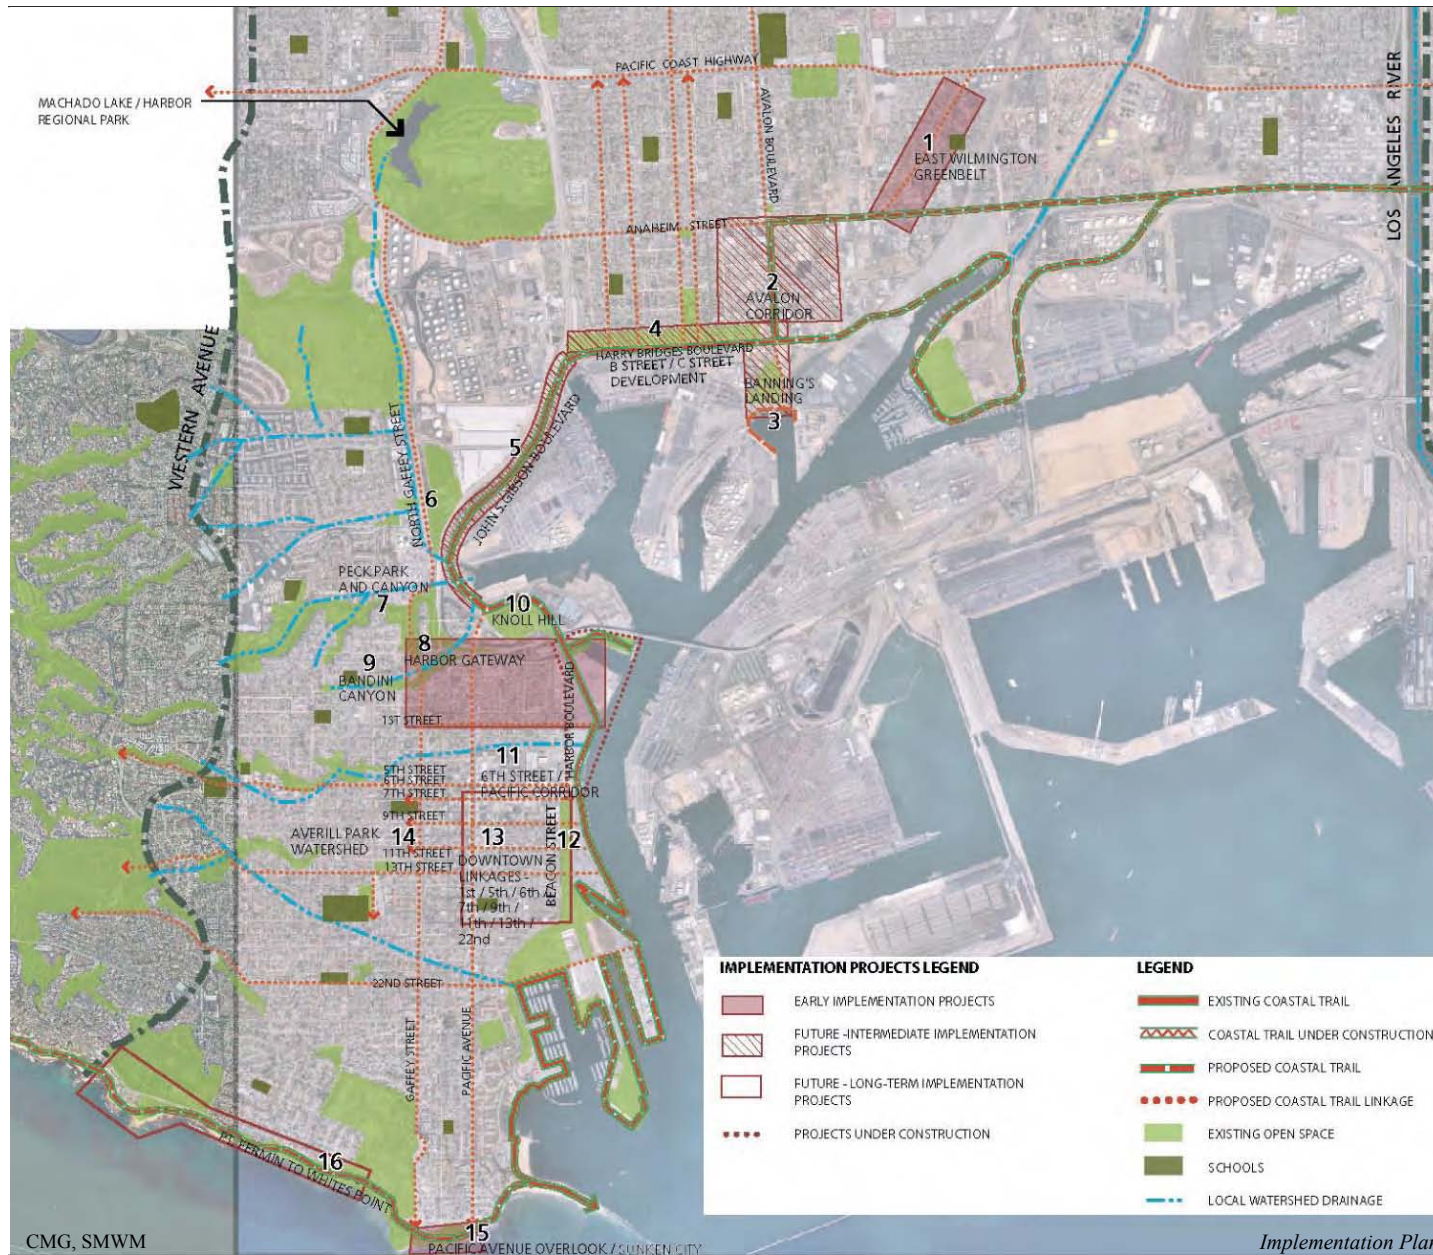 PACIFIC COAST HIGHWAY
MACHADO LAKE / HARBOR
REGIONAL PARK
AVALON BOULEVARD
LOS ANGELES RIVER
1
EAST WILMINGTON
GREENBELT
ANAHEIM STREET
2
AVALON
CORRIDOR
4
HARRY BRIDGES BOULEVARD
B STREET / C STREET
DEVELOPMENT
BANNING'S
LANDING
3
WESTERN AVENUE
NORTH GAFFEY STREET
5
JOHN S. GIBSON BOULEVARD
6
PECK PARK
AND CANYON
7
10
KNOLL HILL
8
HARBOR GATEWAY
9
BANDINI
CANYON
1ST STREET
HARBOR BOULEVARD
11
6TH STREET /
PACIFIC CORRIDOR
5TH STREET
6TH STREET
7TH STREET
9TH STREET
AVERILL PARK
WATERSHED
14
11TH STREET
13TH STREET
13
DOWNTOWN
LINKAGES -
1st / 5th / 6th /
7th / 9th /
11th / 13th /
22nd
BEACON STREET
12
22ND STREET
GAFFEY STREET
PACIFIC AVENUE
16
PT. FERMIN TO WHITES POINT
15
PACIFIC AVENUE OVERLOOK / SUNKEN CITY
IMPLEMENTATION PROJECTS LEGEND
EARLY IMPLEMENTATION PROJECTS
FUTURE -INTERMEDIATE IMPLEMENTATION
PROJECTS
FUTURE - LONG-TERM IMPLEMENTATION
PROJECTS
PROJECTS UNDER CONSTRUCTION
LEGEND
EXISTING COASTAL TRAIL
COASTAL TRAIL UNDER CONSTRUCTION
PROPOSED COASTAL TRAIL
PROPOSED COASTAL TRAIL LINKAGE
EXISTING OPEN SPACE
SCHOOLS
LOCAL WATERSHED DRAINAGE
CMG, SMWM
Implementation Plan